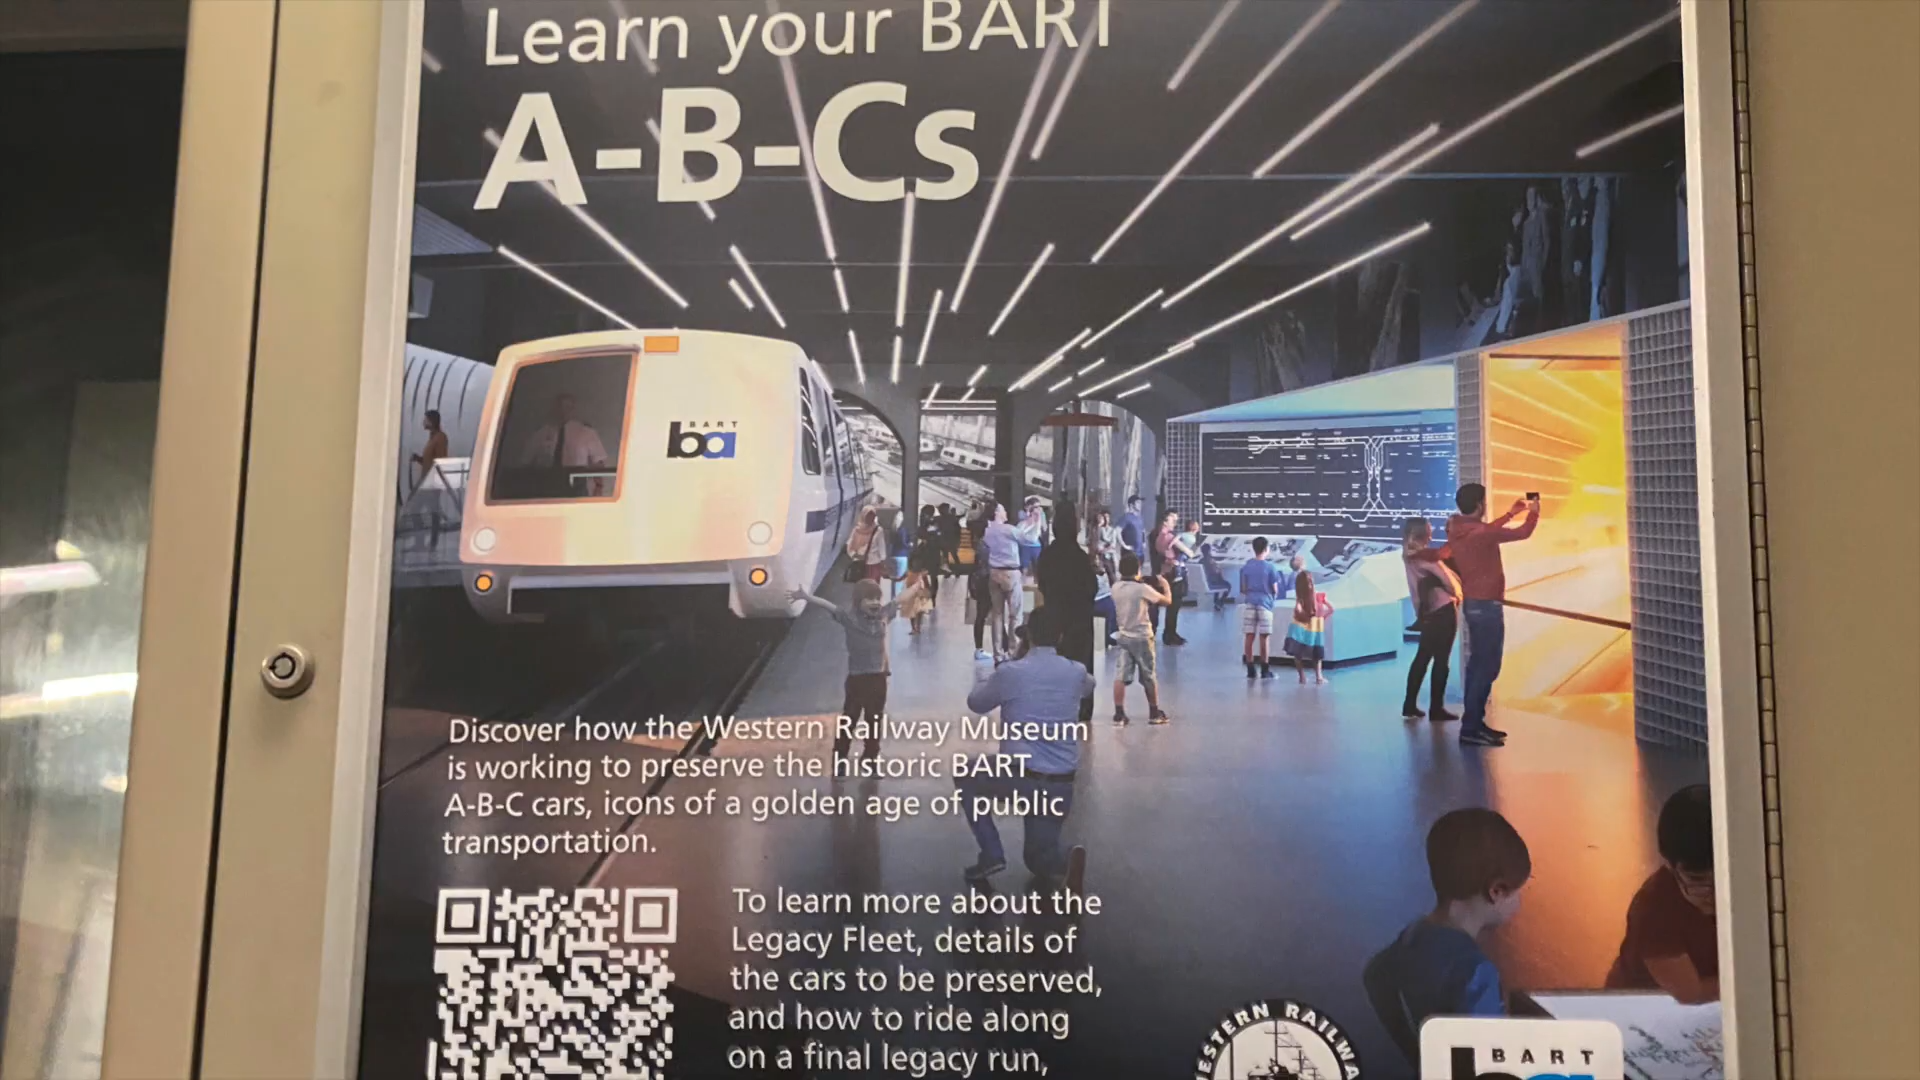 Learn your BART
A-B-Cs
BART
ba
Discover how the Western Railway Museum
is working to preserve the historic BART
A-B-C cars, icons of a golden age of public
transportation.
To learn more about the
Legacy Fleet, details of
the cars to be preserved,
and how to ride along
on a final legacy run,
ESTERN RAILWA
BART
ba